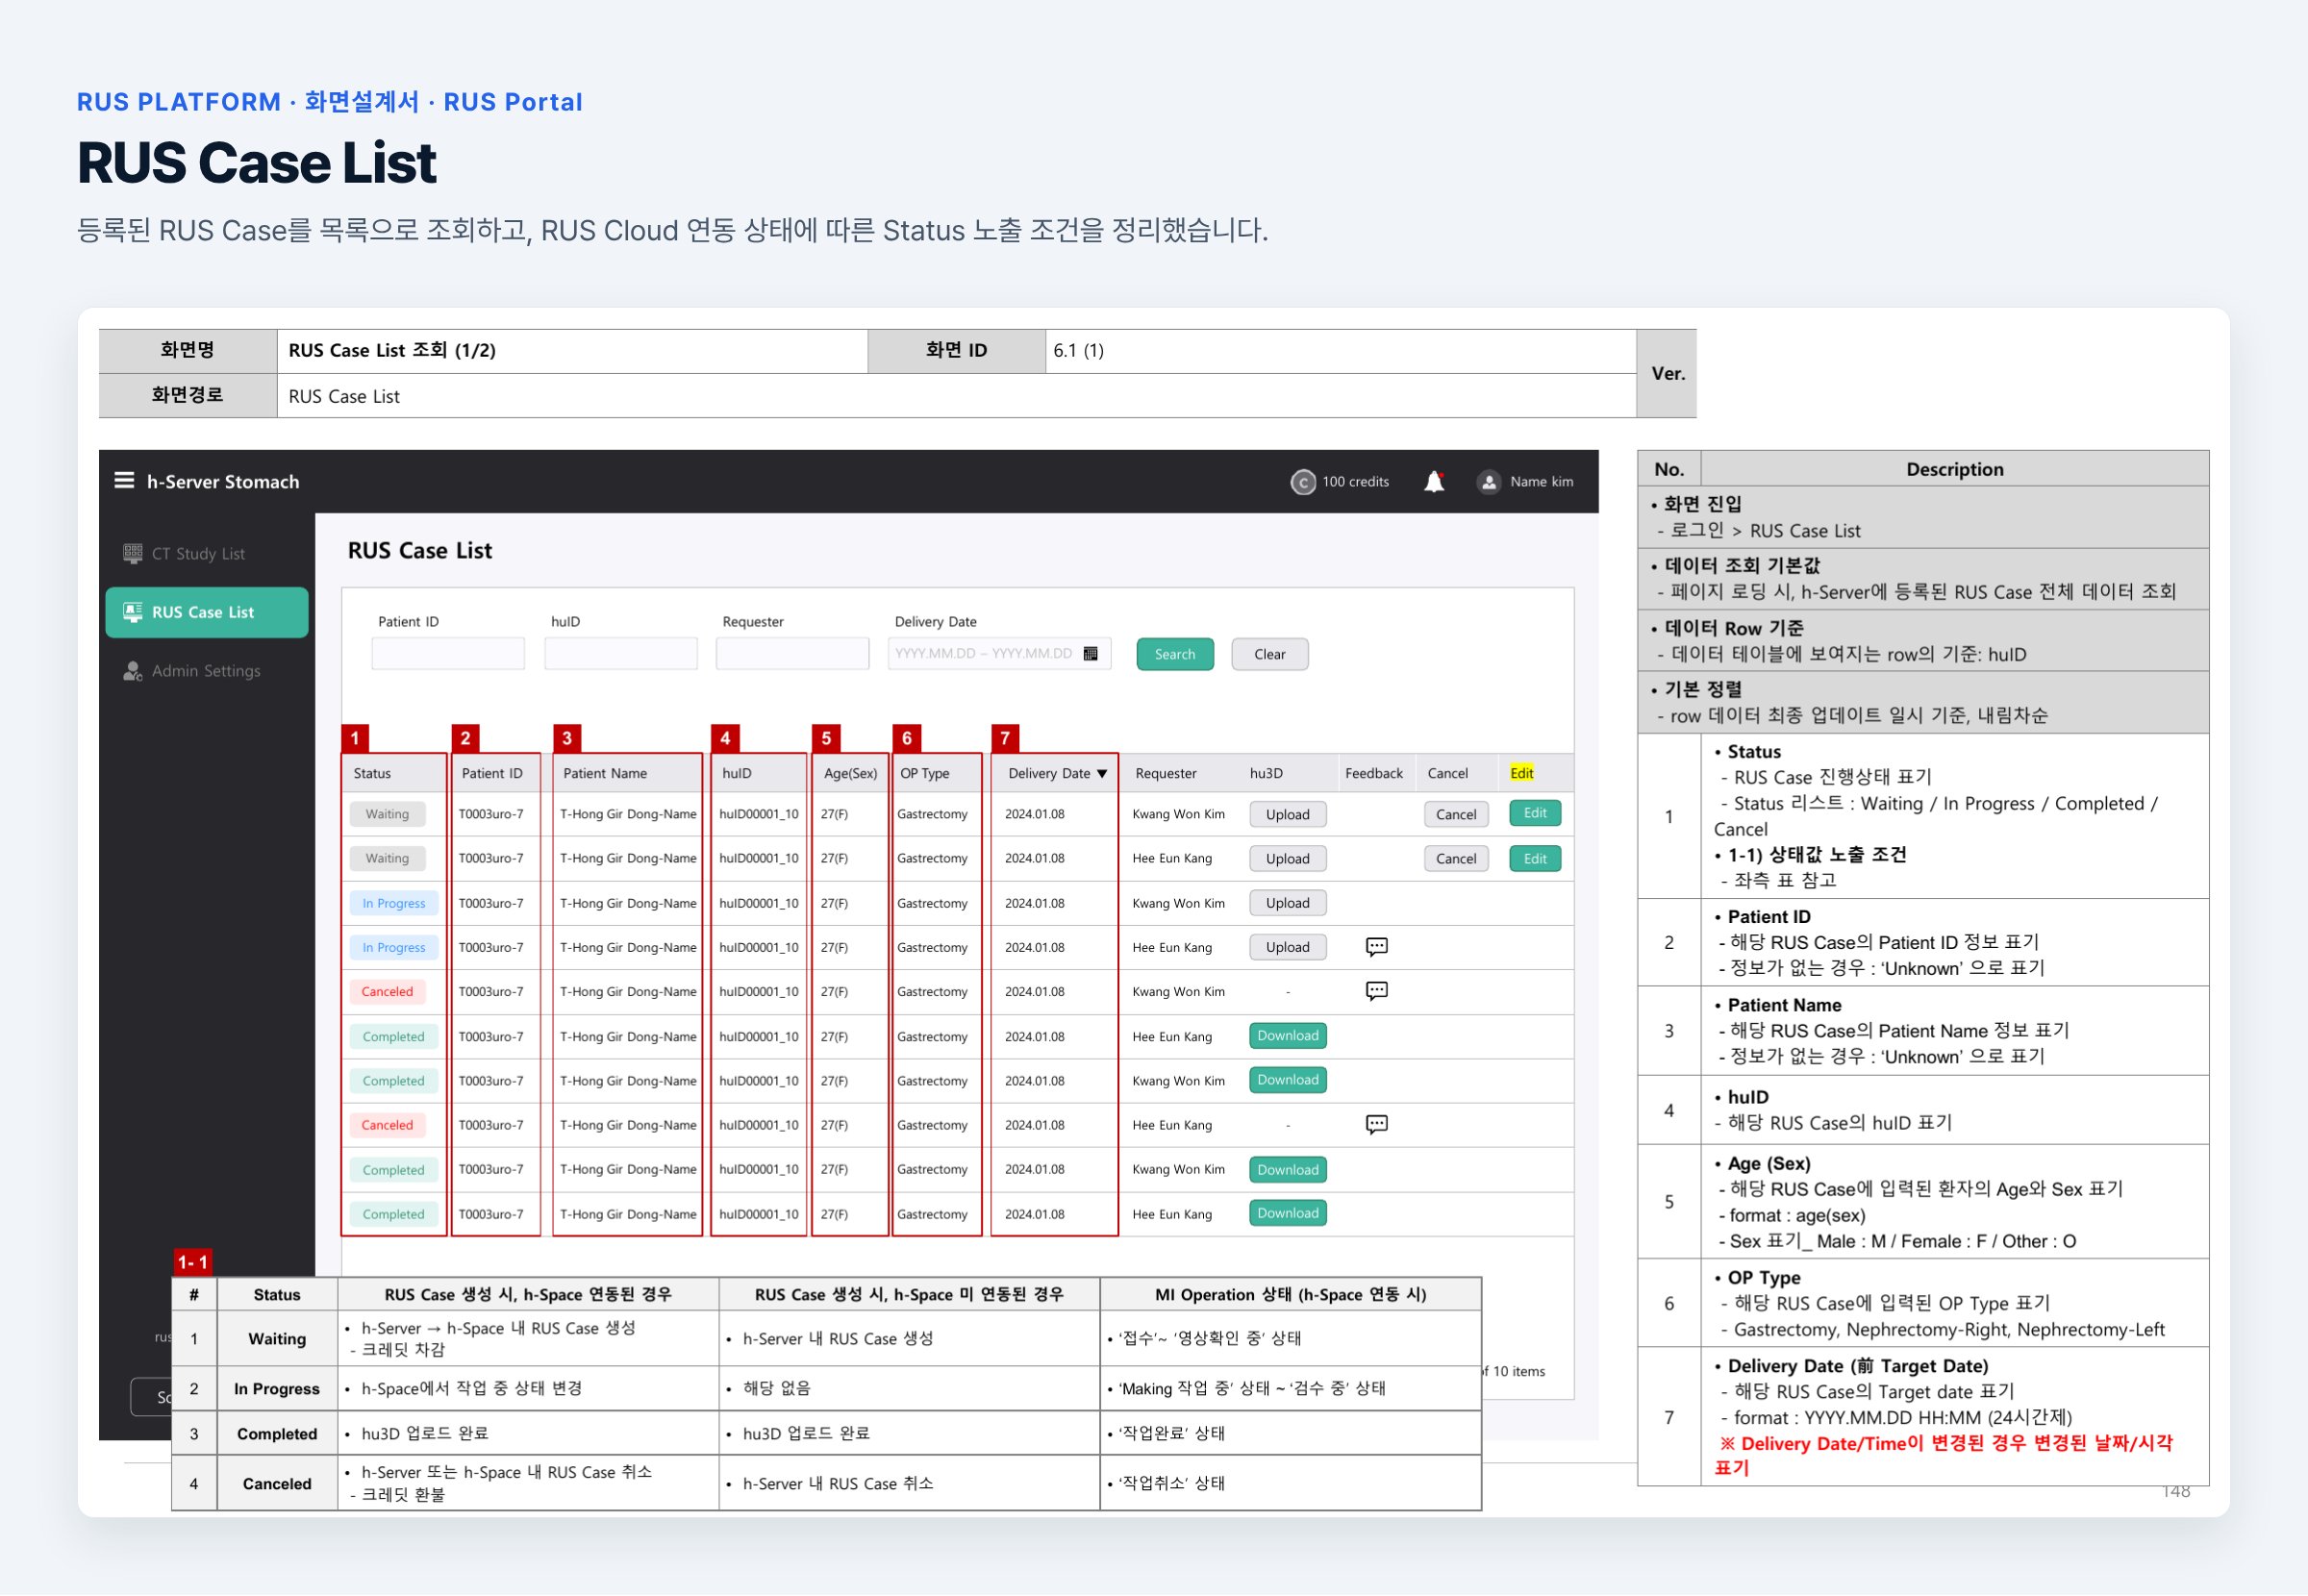 RUS PLATFORM · 화면설계서 · RUS Portal
RUS Case List
등록된 RUS Case를 목록으로 조회하고, RUS Cloud 연동 상태에 따른 Status 노출 조건을 정리했습니다.
화면명 RUS Case List 조회 (1/2) 화면 ID 6.1 (1) Ver.
화면경로 RUS Case List
h-Server Stomach C 100 credits Name kim
CT Study List
RUS Case List
Admin Settings
RUS Case List
Patient ID huID Requester Delivery Date
YYYY.MM.DD – YYYY.MM.DD Search Clear
1 2 3 4 5 6 7
Status Patient ID Patient Name huID Age(Sex) OP Type Delivery Date ▼ Requester hu3D Feedback Cancel Edit
Waiting T0003uro-7 T-Hong Gir Dong-Name huID00001_10 27(F) Gastrectomy 2024.01.08 Kwang Won Kim Upload Cancel Edit
Waiting T0003uro-7 T-Hong Gir Dong-Name huID00001_10 27(F) Gastrectomy 2024.01.08 Hee Eun Kang Upload Cancel Edit
In Progress T0003uro-7 T-Hong Gir Dong-Name huID00001_10 27(F) Gastrectomy 2024.01.08 Kwang Won Kim Upload
In Progress T0003uro-7 T-Hong Gir Dong-Name huID00001_10 27(F) Gastrectomy 2024.01.08 Hee Eun Kang Upload
Canceled T0003uro-7 T-Hong Gir Dong-Name huID00001_10 27(F) Gastrectomy 2024.01.08 Kwang Won Kim -
Completed T0003uro-7 T-Hong Gir Dong-Name huID00001_10 27(F) Gastrectomy 2024.01.08 Hee Eun Kang Download
Completed T0003uro-7 T-Hong Gir Dong-Name huID00001_10 27(F) Gastrectomy 2024.01.08 Kwang Won Kim Download
Canceled T0003uro-7 T-Hong Gir Dong-Name huID00001_10 27(F) Gastrectomy 2024.01.08 Hee Eun Kang -
Completed T0003uro-7 T-Hong Gir Dong-Name huID00001_10 27(F) Gastrectomy 2024.01.08 Kwang Won Kim Download
Completed T0003uro-7 T-Hong Gir Dong-Name huID00001_10 27(F) Gastrectomy 2024.01.08 Hee Eun Kang Download
of 10 items
1- 1
# Status RUS Case 생성 시, h-Space 연동된 경우 RUS Case 생성 시, h-Space 미 연동된 경우 MI Operation 상태 (h-Space 연동 시)
1 Waiting • h-Server → h-Space 내 RUS Case 생성 • h-Server 내 RUS Case 생성 • ‘접수’~ ‘영상확인 중’ 상태
- 크레딧 차감
2 In Progress • h-Space에서 작업 중 상태 변경 • 해당 없음 • ‘Making 작업 중’ 상태 ~ ‘검수 중’ 상태
3 Completed • hu3D 업로드 완료 • hu3D 업로드 완료 • ‘작업완료’ 상태
4 Canceled • h-Server 또는 h-Space 내 RUS Case 취소 • h-Server 내 RUS Case 취소 • ‘작업취소’ 상태
- 크레딧 환불
No. Description
• 화면 진입
- 로그인 > RUS Case List
• 데이터 조회 기본값
- 페이지 로딩 시, h-Server에 등록된 RUS Case 전체 데이터 조회
• 데이터 Row 기준
- 데이터 테이블에 보여지는 row의 기준: huID
• 기본 정렬
- row 데이터 최종 업데이트 일시 기준, 내림차순
1
• Status
- RUS Case 진행상태 표기
- Status 리스트 : Waiting / In Progress / Completed /
Cancel
• 1-1) 상태값 노출 조건
- 좌측 표 참고
2
• Patient ID
- 해당 RUS Case의 Patient ID 정보 표기
- 정보가 없는 경우 : ‘Unknown’ 으로 표기
3
• Patient Name
- 해당 RUS Case의 Patient Name 정보 표기
- 정보가 없는 경우 : ‘Unknown’ 으로 표기
4
• huID
- 해당 RUS Case의 huID 표기
5
• Age (Sex)
- 해당 RUS Case에 입력된 환자의 Age와 Sex 표기
- format : age(sex)
- Sex 표기_ Male : M / Female : F / Other : O
6
• OP Type
- 해당 RUS Case에 입력된 OP Type 표기
- Gastrectomy, Nephrectomy-Right, Nephrectomy-Left
7
• Delivery Date (前 Target Date)
- 해당 RUS Case의 Target date 표기
- format : YYYY.MM.DD HH:MM (24시간제)
※ Delivery Date/Time이 변경된 경우 변경된 날짜/시각
표기
148